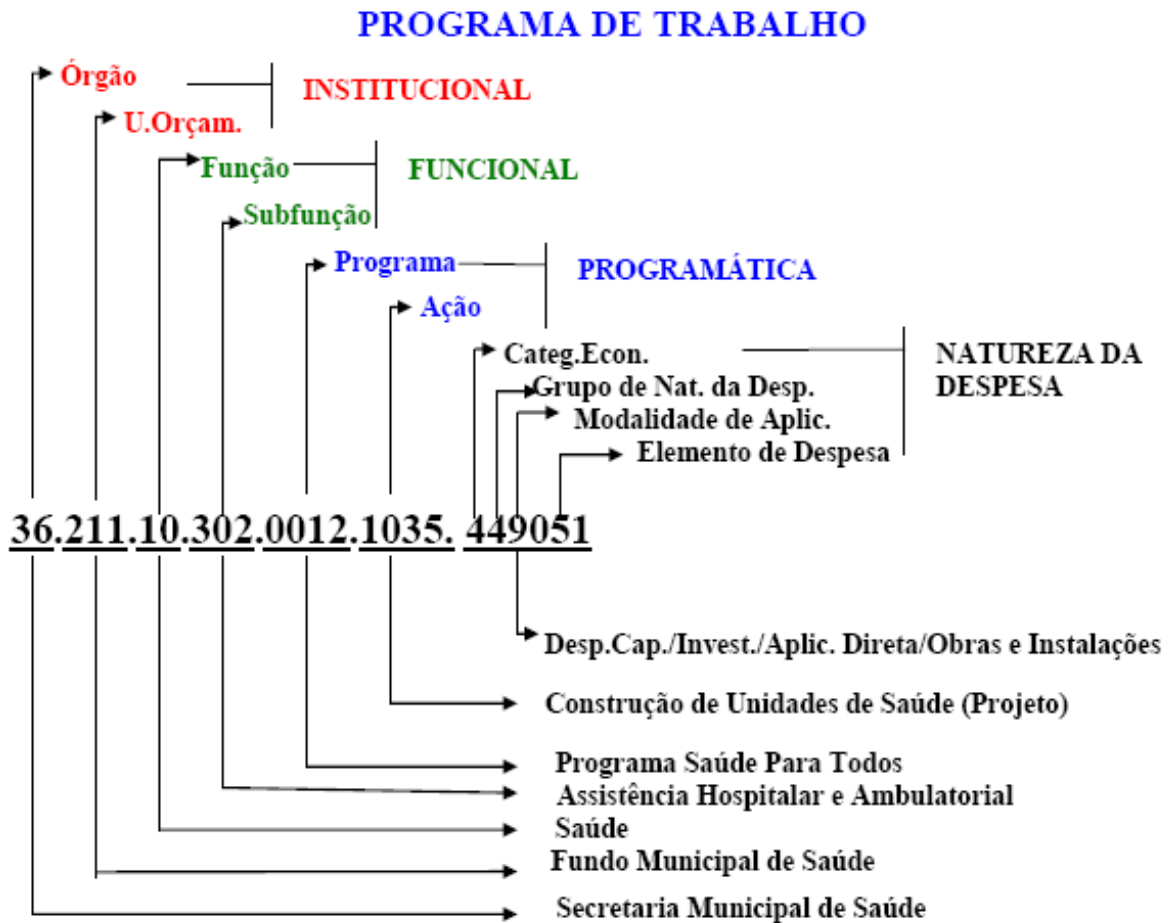 PROGRAMA DE TRABALHO
Órgão
INSTITUCIONAL
U.Orçam.
Função
FUNCIONAL
Subfunção
Programa
PROGRAMÁTICA
Ação
Categ.Econ.
NATUREZA DA
DESPESA
Grupo de Nat. da Desp.
Modalidade de Aplic.
Elemento de Despesa
36.211.10.302.0012.1035. 449051
Desp.Cap./Invest./Aplic. Direta/Obras e Instalações
Construção de Unidades de Saúde (Projeto)
Programa Saúde Para Todos
Assistência Hospitalar e Ambulatorial
Saúde
Fundo Municipal de Saúde
Secretaria Municipal de Saúde